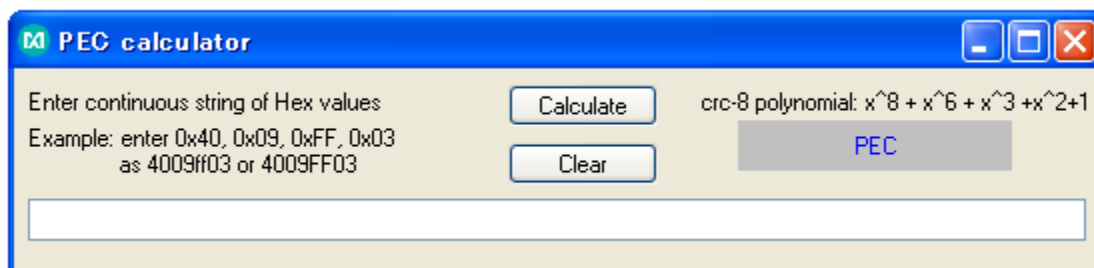 PEC calculator
Enter continuous string of Hex values
Example: enter 0x40, 0x09, 0xFF, 0x03
as 4009ff03 or 4009FF03
Calculate
Clear
crc-8 polynomial: x^8 + x^6 + x^3 +x^2+1
PEC